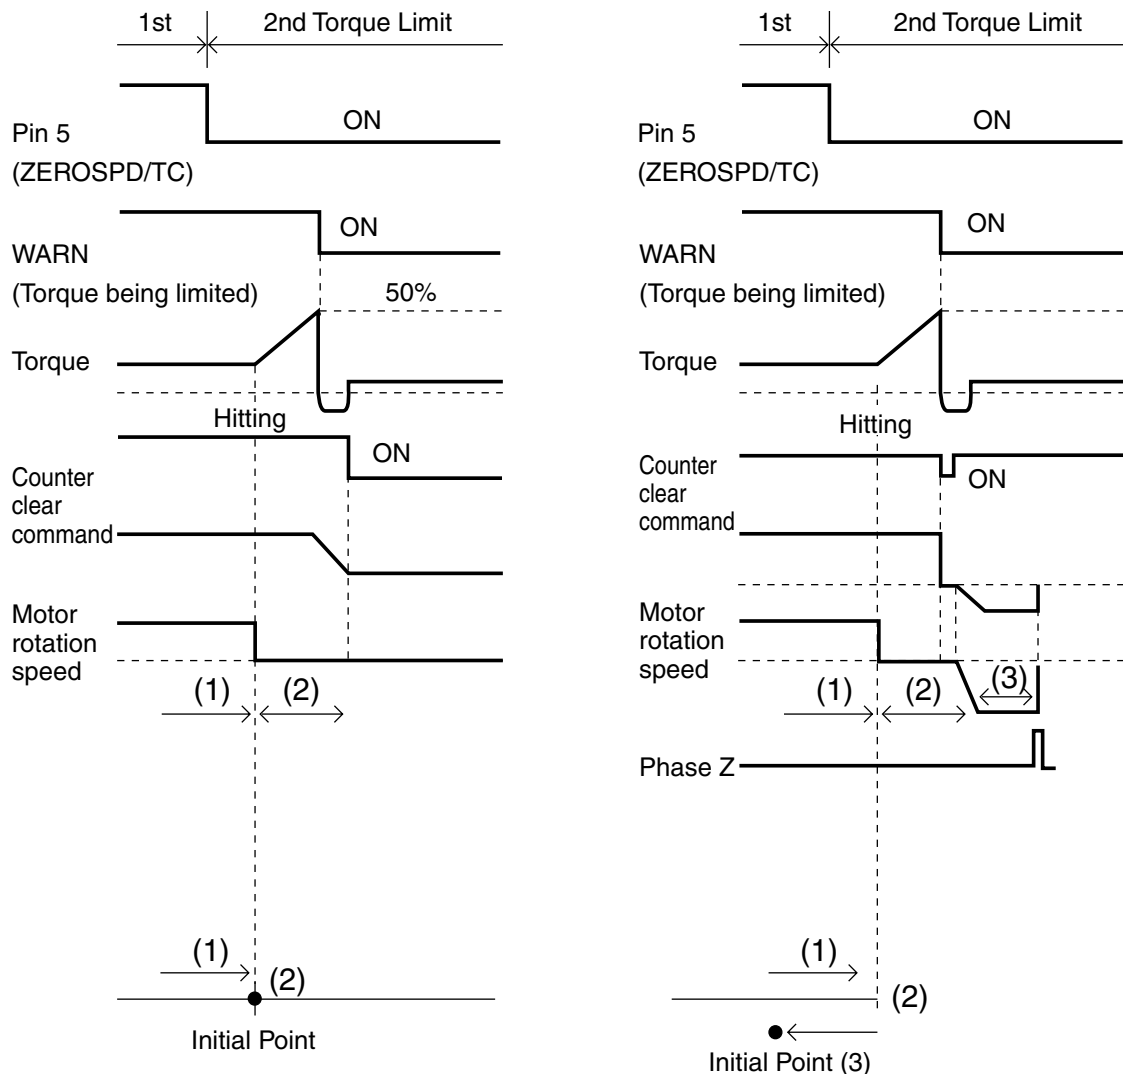 1st
2nd Torque Limit
Pin 5
(ZEROSPD/TC)
ON
WARN
(Torque being limited)
ON
50%
Torque
Hitting
Counter
clear
command
ON
Motor
rotation
speed
(1)
(2)
(1)
(2)
Initial Point
1st
2nd Torque Limit
Pin 5
(ZEROSPD/TC)
ON
WARN
(Torque being limited)
ON
Torque
Hitting
Counter
clear
command
ON
Motor
rotation
speed
(1)
(2)
(3)
Phase Z
(1)
(2)
Initial Point (3)